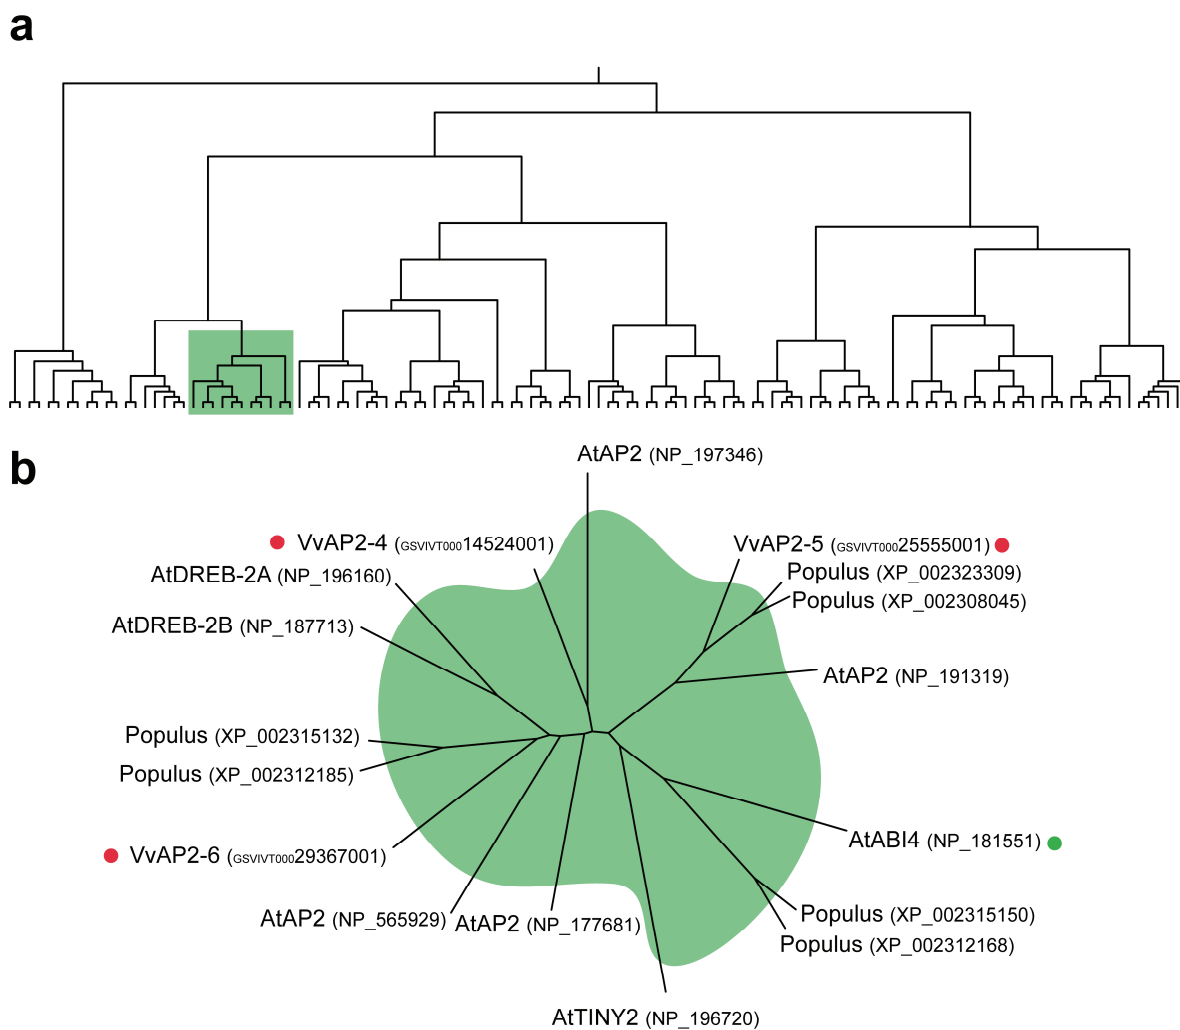 a
b
AtAP2 (NP_197346)
VvAP2-4 (GSVIVT00014524001)
VvAP2-5 (GSVIVT00025555001)
AtDREB-2A (NP_196160)
Populus (XP_002323309)
Populus (XP_002308045)
AtDREB-2B (NP_187713)
AtAP2 (NP_191319)
Populus (XP_002315132)
Populus (XP_002312185)
AtABI4 (NP_181551)
VvAP2-6 (GSVIVT00029367001)
AtAP2 (NP_565929)
AtAP2 (NP_177681)
Populus (XP_002315150)
Populus (XP_002312168)
AtTINY2 (NP_196720)